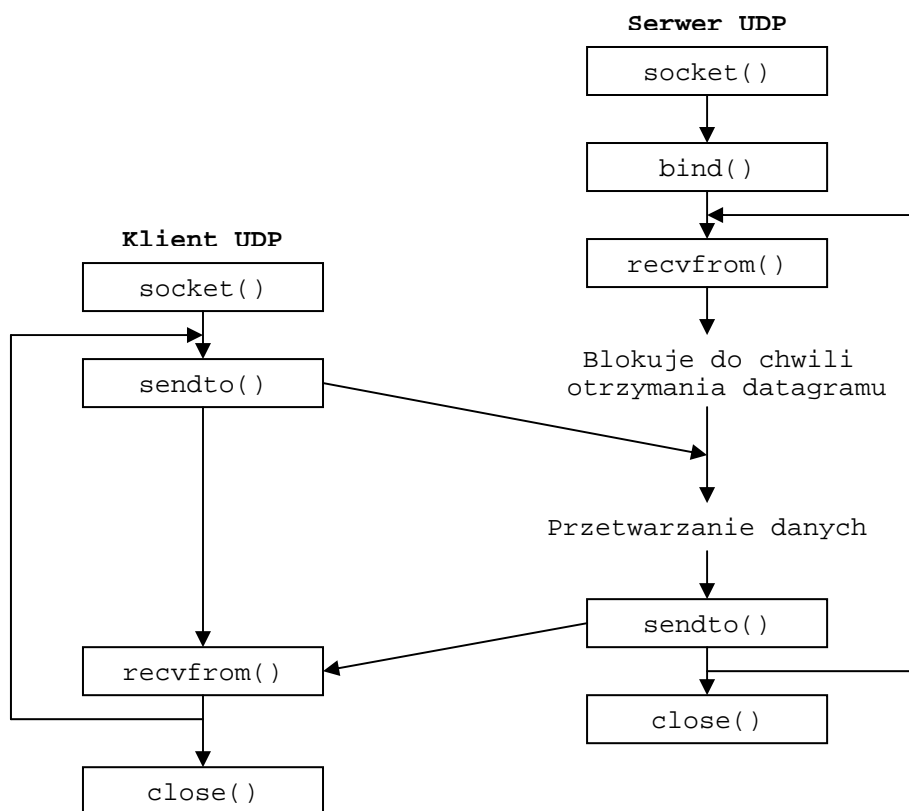 Serwer UDP
socket()
bind()
recvfrom()
Blokuje do chwili
otrzymania datagramu
Przetwarzanie danych
sendto()
close()
Klient UDP
socket()
sendto()
recvfrom()
close()